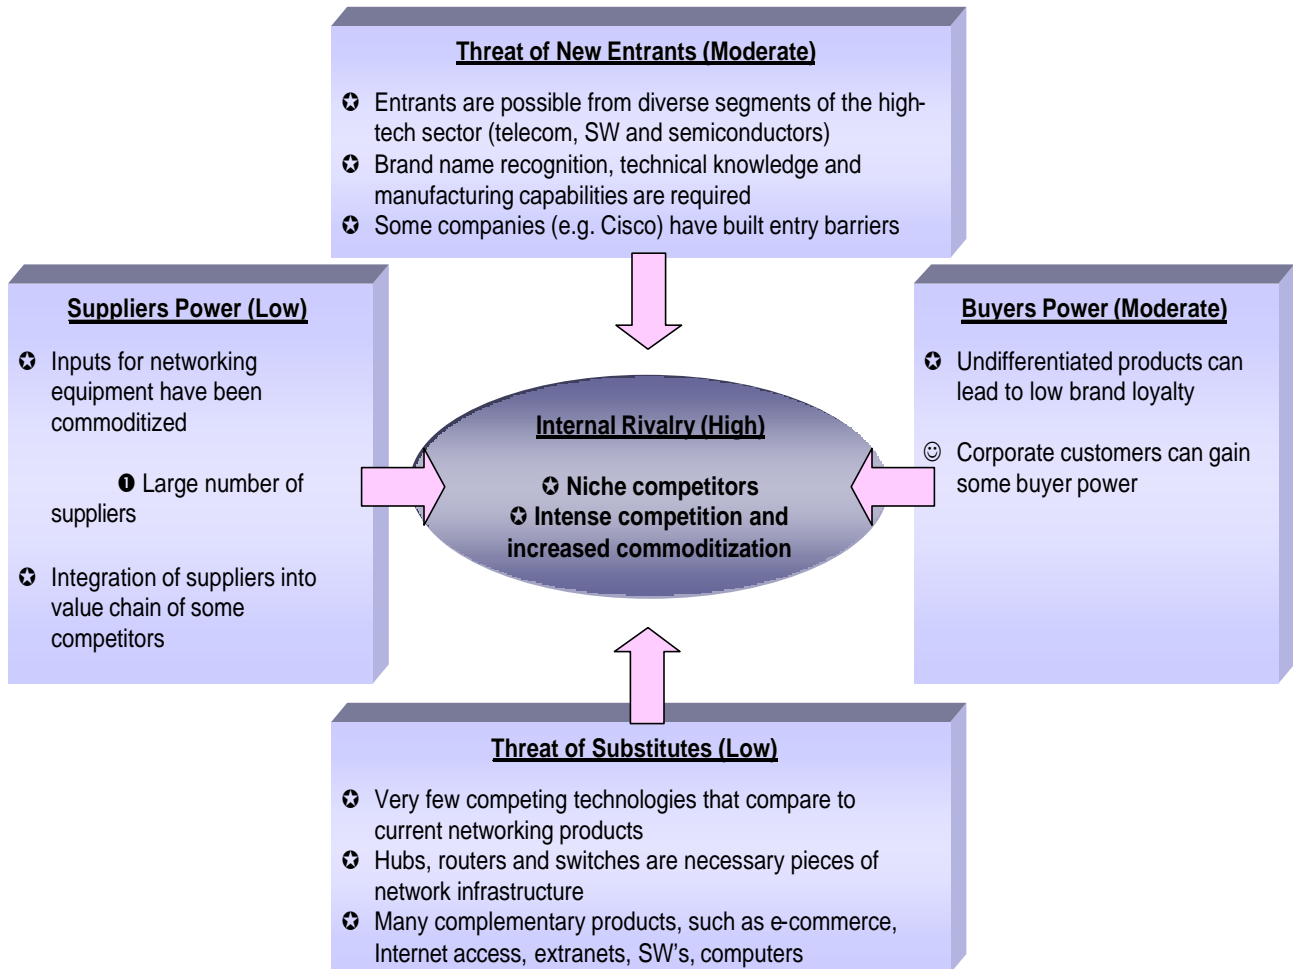 Threat of New Entrants (Moderate)
✪ Entrants are possible from diverse segments of the high-
tech sector (telecom, SW and semiconductors)
✪ Brand name recognition, technical knowledge and
manufacturing capabilities are required
✪ Some companies (e.g. Cisco) have built entry barriers
Suppliers Power (Low)
✪ Inputs for networking
equipment have been
commoditized
❶ Large number of
suppliers
✪ Integration of suppliers into
value chain of some
competitors
Internal Rivalry (High)
✪ Niche competitors
✪ Intense competition and
increased commoditization
Buyers Power (Moderate)
✪ Undifferentiated products can
lead to low brand loyalty
☺ Corporate customers can gain
some buyer power
Threat of Substitutes (Low)
✪ Very few competing technologies that compare to
current networking products
✪ Hubs, routers and switches are necessary pieces of
network infrastructure
✪ Many complementary products, such as e-commerce,
Internet access, extranets, SW's, computers